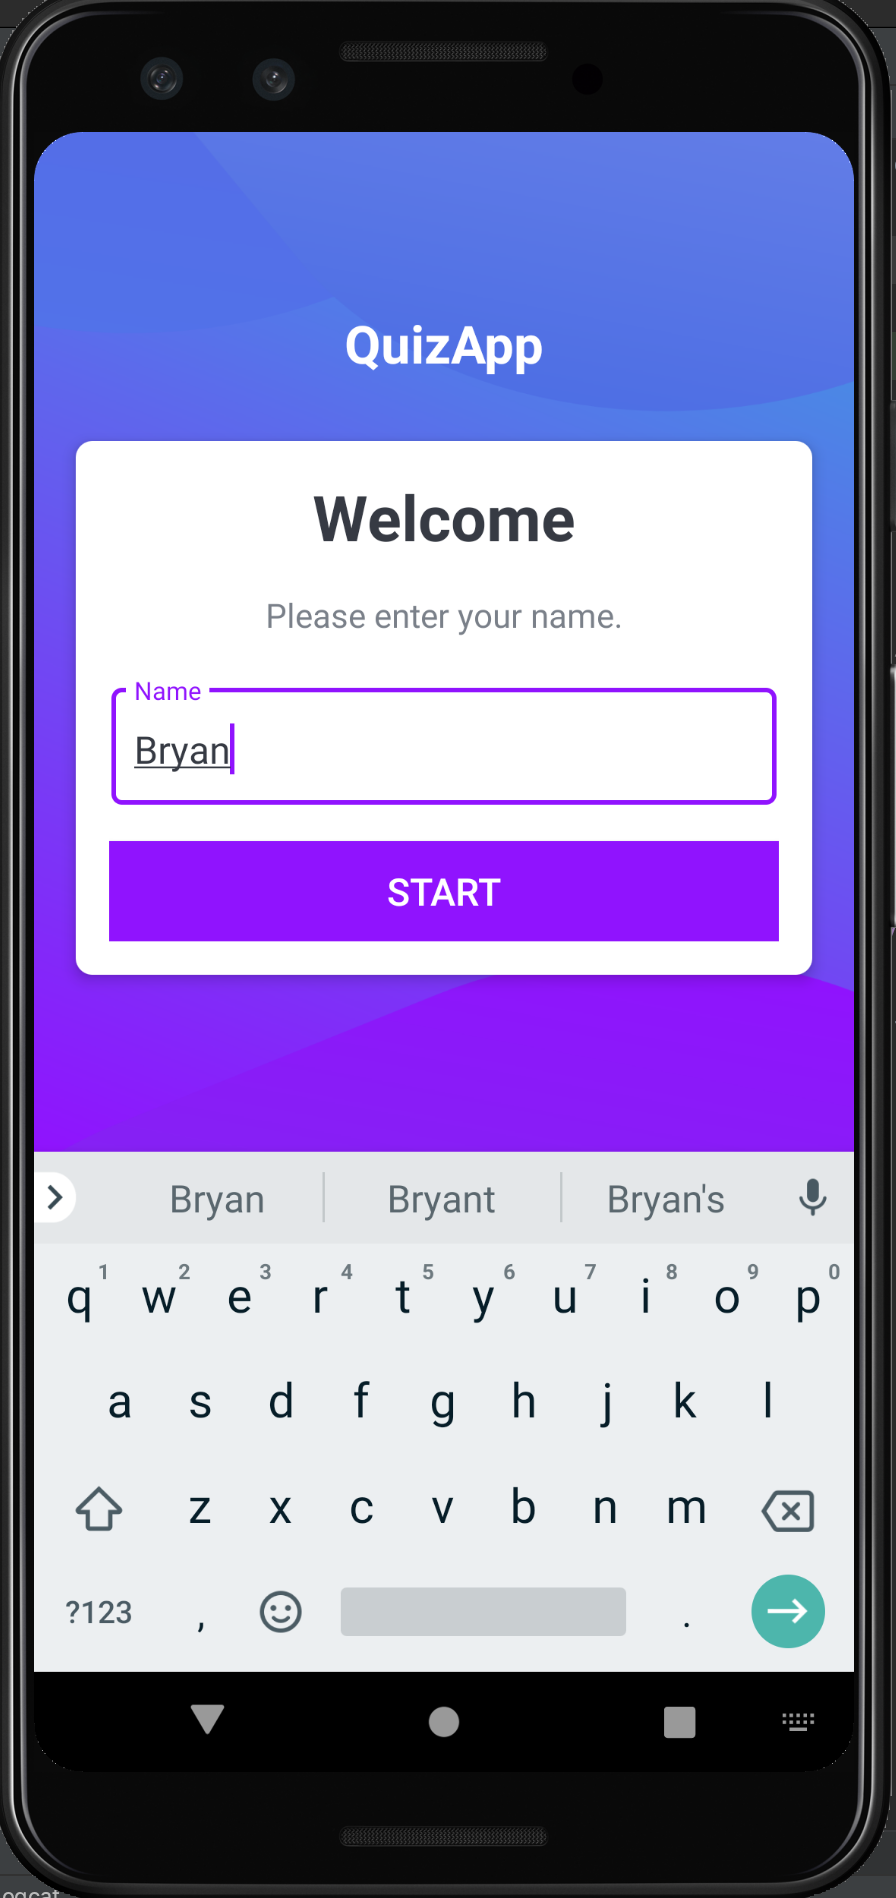 QuizApp
Welcome
Please enter your name.
Name
Bryan
START
Bryan Bryant Bryan's
q 1 w 2 e 3 r 4 t 5 y 6 u 7 i 8 o 9 p 0
a s d f g h j k l
z x c v b n m
?123 , .